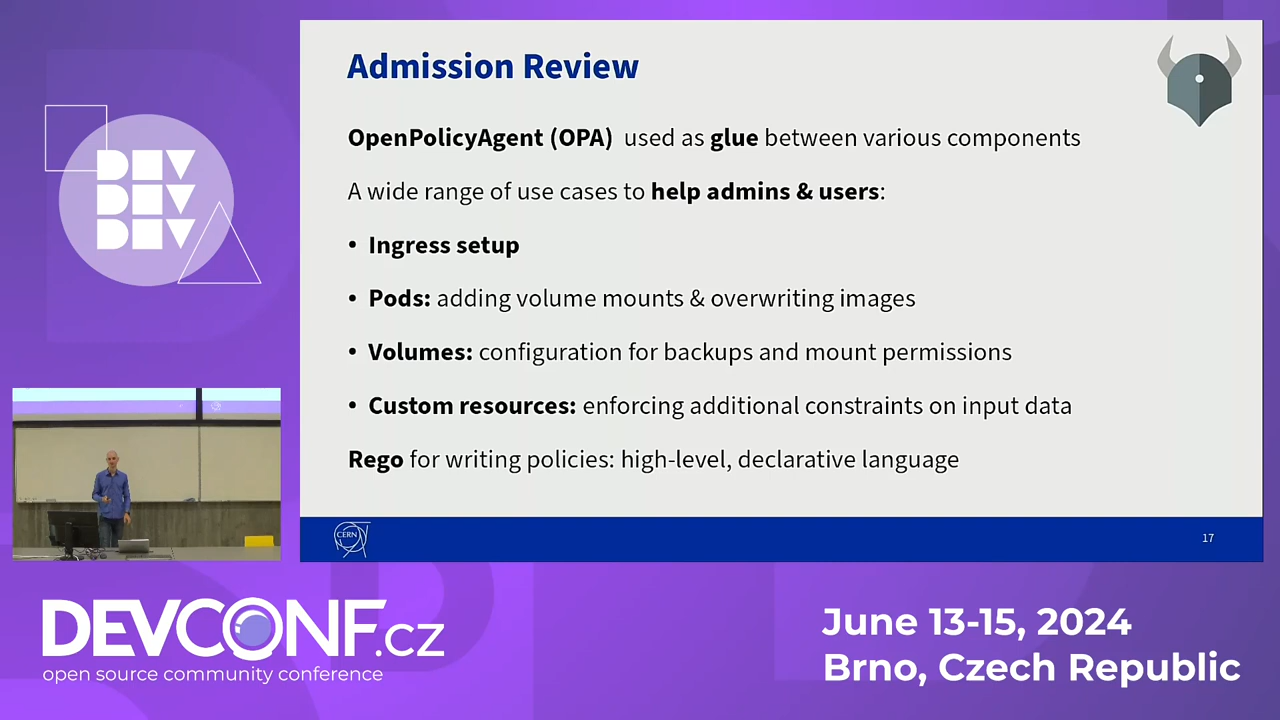 Admission Review
OpenPolicyAgent (OPA) used as glue between various components
A wide range of use cases to help admins & users:
• Ingress setup
• Pods: adding volume mounts & overwriting images
• Volumes: configuration for backups and mount permissions
• Custom resources: enforcing additional constraints on input data
Rego for writing policies: high-level, declarative language
CERN
17
DEV
DEV
DEV
DEVCONF.cz
open source community conference
June 13-15, 2024
Brno, Czech Republic